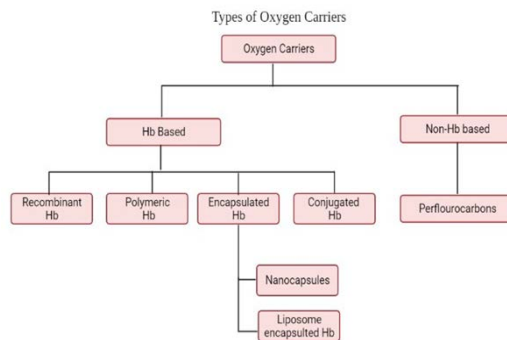 Types of Oxygen Carriers
Oxygen Carriers
Hb Based
Non-Hb based
Recombinant
Hb
Polymeric
Hb
Encapsulated
Hb
Conjugated
Hb
Perflourocarbons
Nanocapsules
Liposome
encapsulted Hb